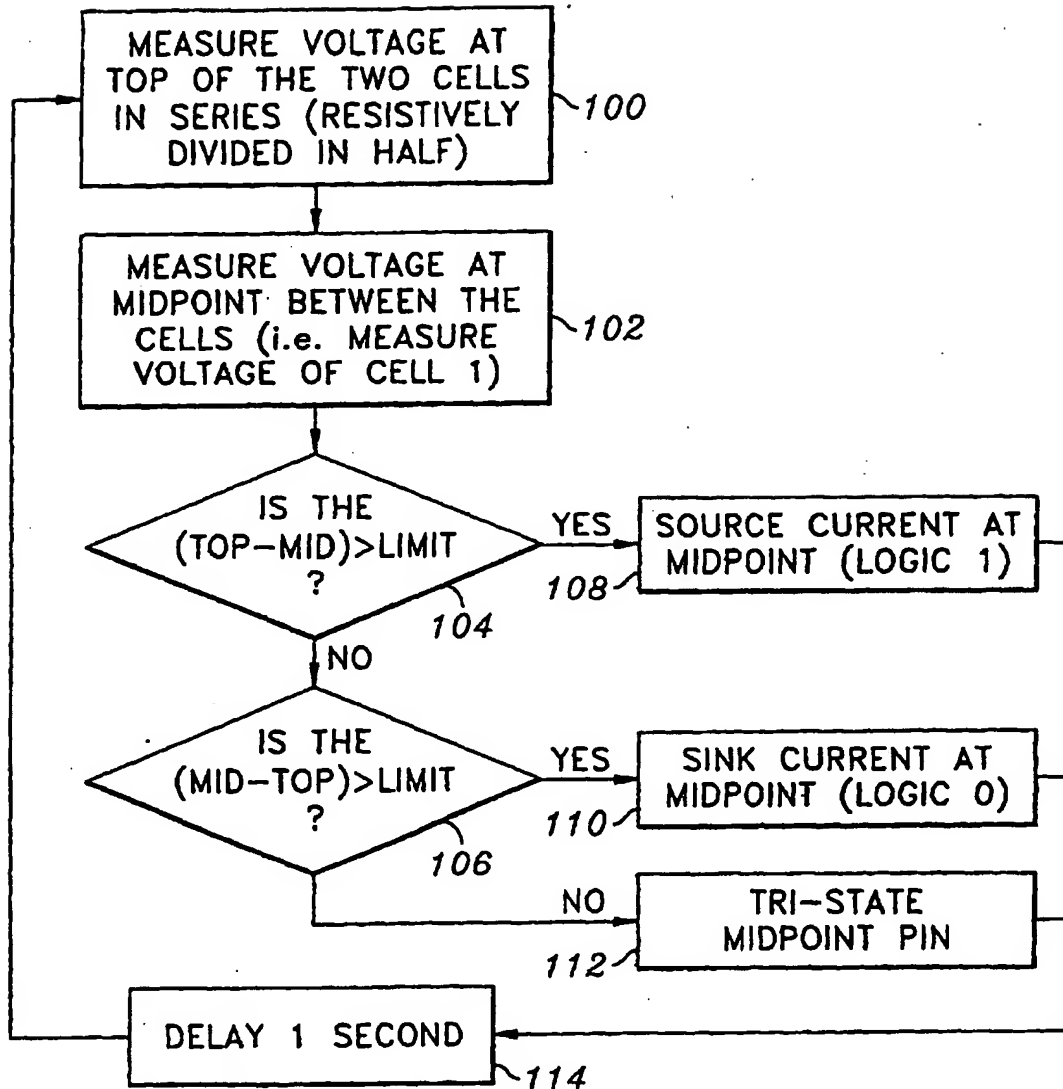 MEASURE VOLTAGE AT
TOP OF THE TWO CELLS
IN SERIES (RESISTIVELY
DIVIDED IN HALF)
100
MEASURE VOLTAGE AT
MIDPOINT BETWEEN THE
CELLS (i.e. MEASURE
VOLTAGE OF CELL 1)
102
IS THE
(TOP-MID)>LIMIT
?
104
YES
SOURCE CURRENT AT
MIDPOINT (LOGIC 1)
108
NO
IS THE
(MID-TOP)>LIMIT
?
106
YES
SINK CURRENT AT
MIDPOINT (LOGIC 0)
110
NO
TRI-STATE
MIDPOINT PIN
112
DELAY 1 SECOND
114